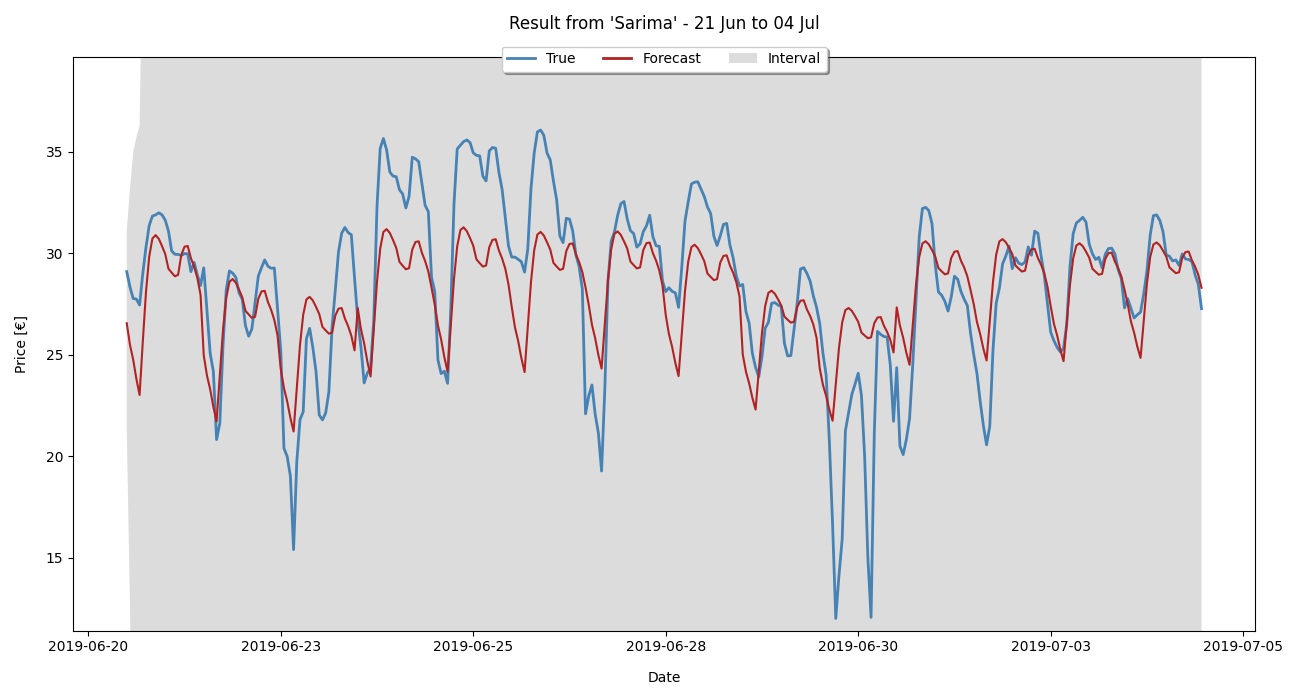 Result from 'Sarima' - 21 Jun to 04 Jul
True Forecast Interval
35
30
25
20
15
Price [€]
2019-06-20 2019-06-23 2019-06-25 2019-06-28 2019-06-30 2019-07-03 2019-07-05
Date